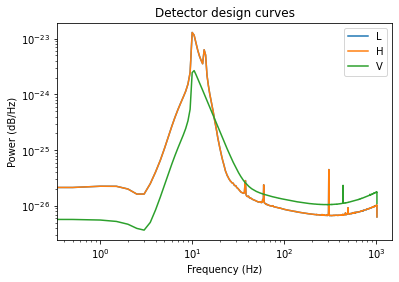 Detector design curves
L
H
V
Power (dB/Hz)
10⁻²³
10⁻²⁴
10⁻²⁵
10⁻²⁶
10⁰
10¹
10²
10³
Frequency (Hz)